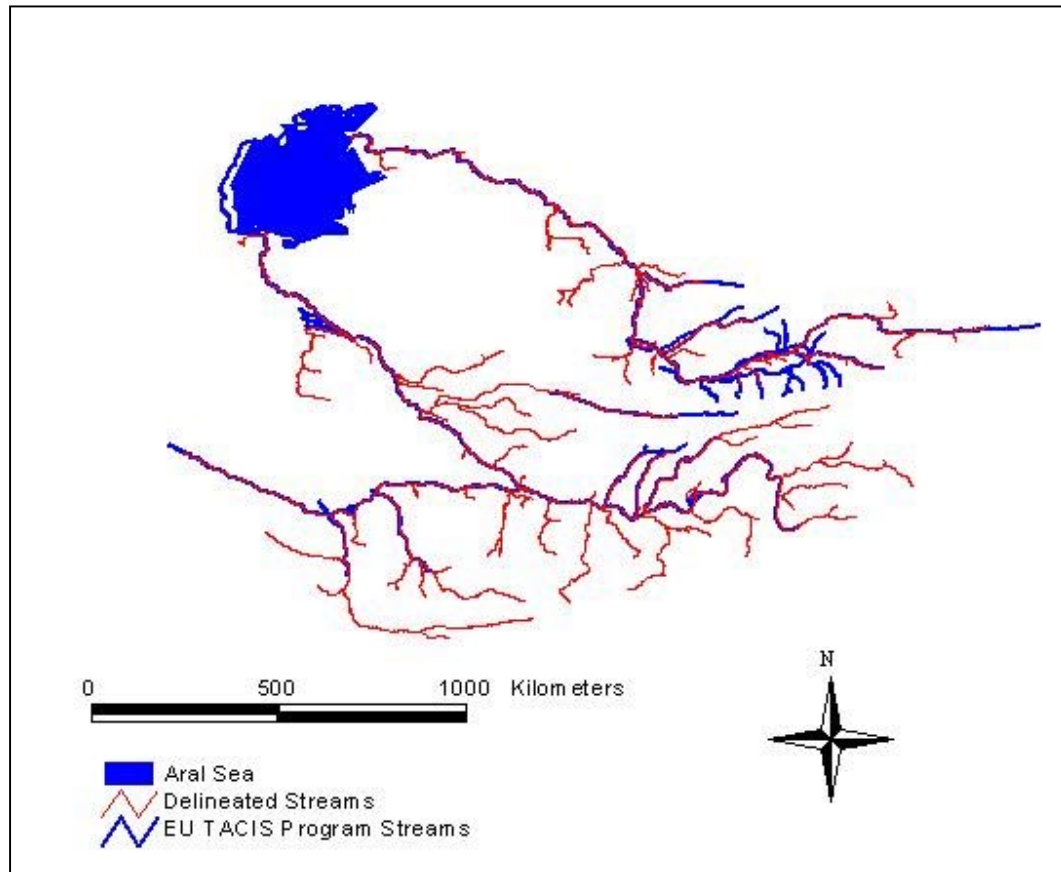 N
0 500 1000 Kilometers
Aral Sea
Delineated Streams
EU TACIS Program Streams